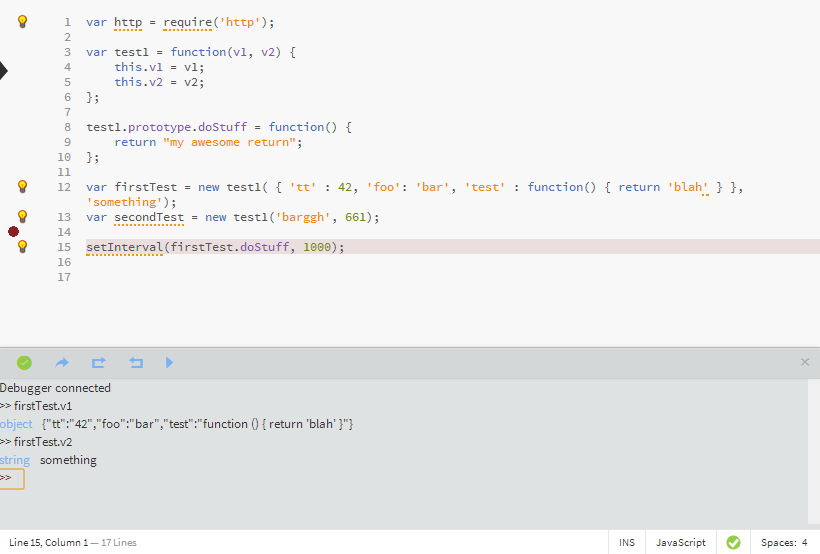 1 var http = require('http');
2
3 var test1 = function(v1, v2) {
4 this.v1 = v1;
5 this.v2 = v2;
6 };
7
8 test1.prototype.doStuff = function() {
9 return "my awesome return";
10 };
11
12 var firstTest = new test1( { 'tt' : 42, 'foo': 'bar', 'test' : function() { return 'blah' } },
'something');
13 var secondTest = new test1('barggh', 661);
14
15 setInterval(firstTest.doStuff, 1000);
16
17
Debugger connected
>> firstTest.v1
object {"tt":"42","foo":"bar","test":"function () { return 'blah' }"}
>> firstTest.v2
string something
>>
Line 15, Column 1 — 17 Lines INS JavaScript Spaces: 4